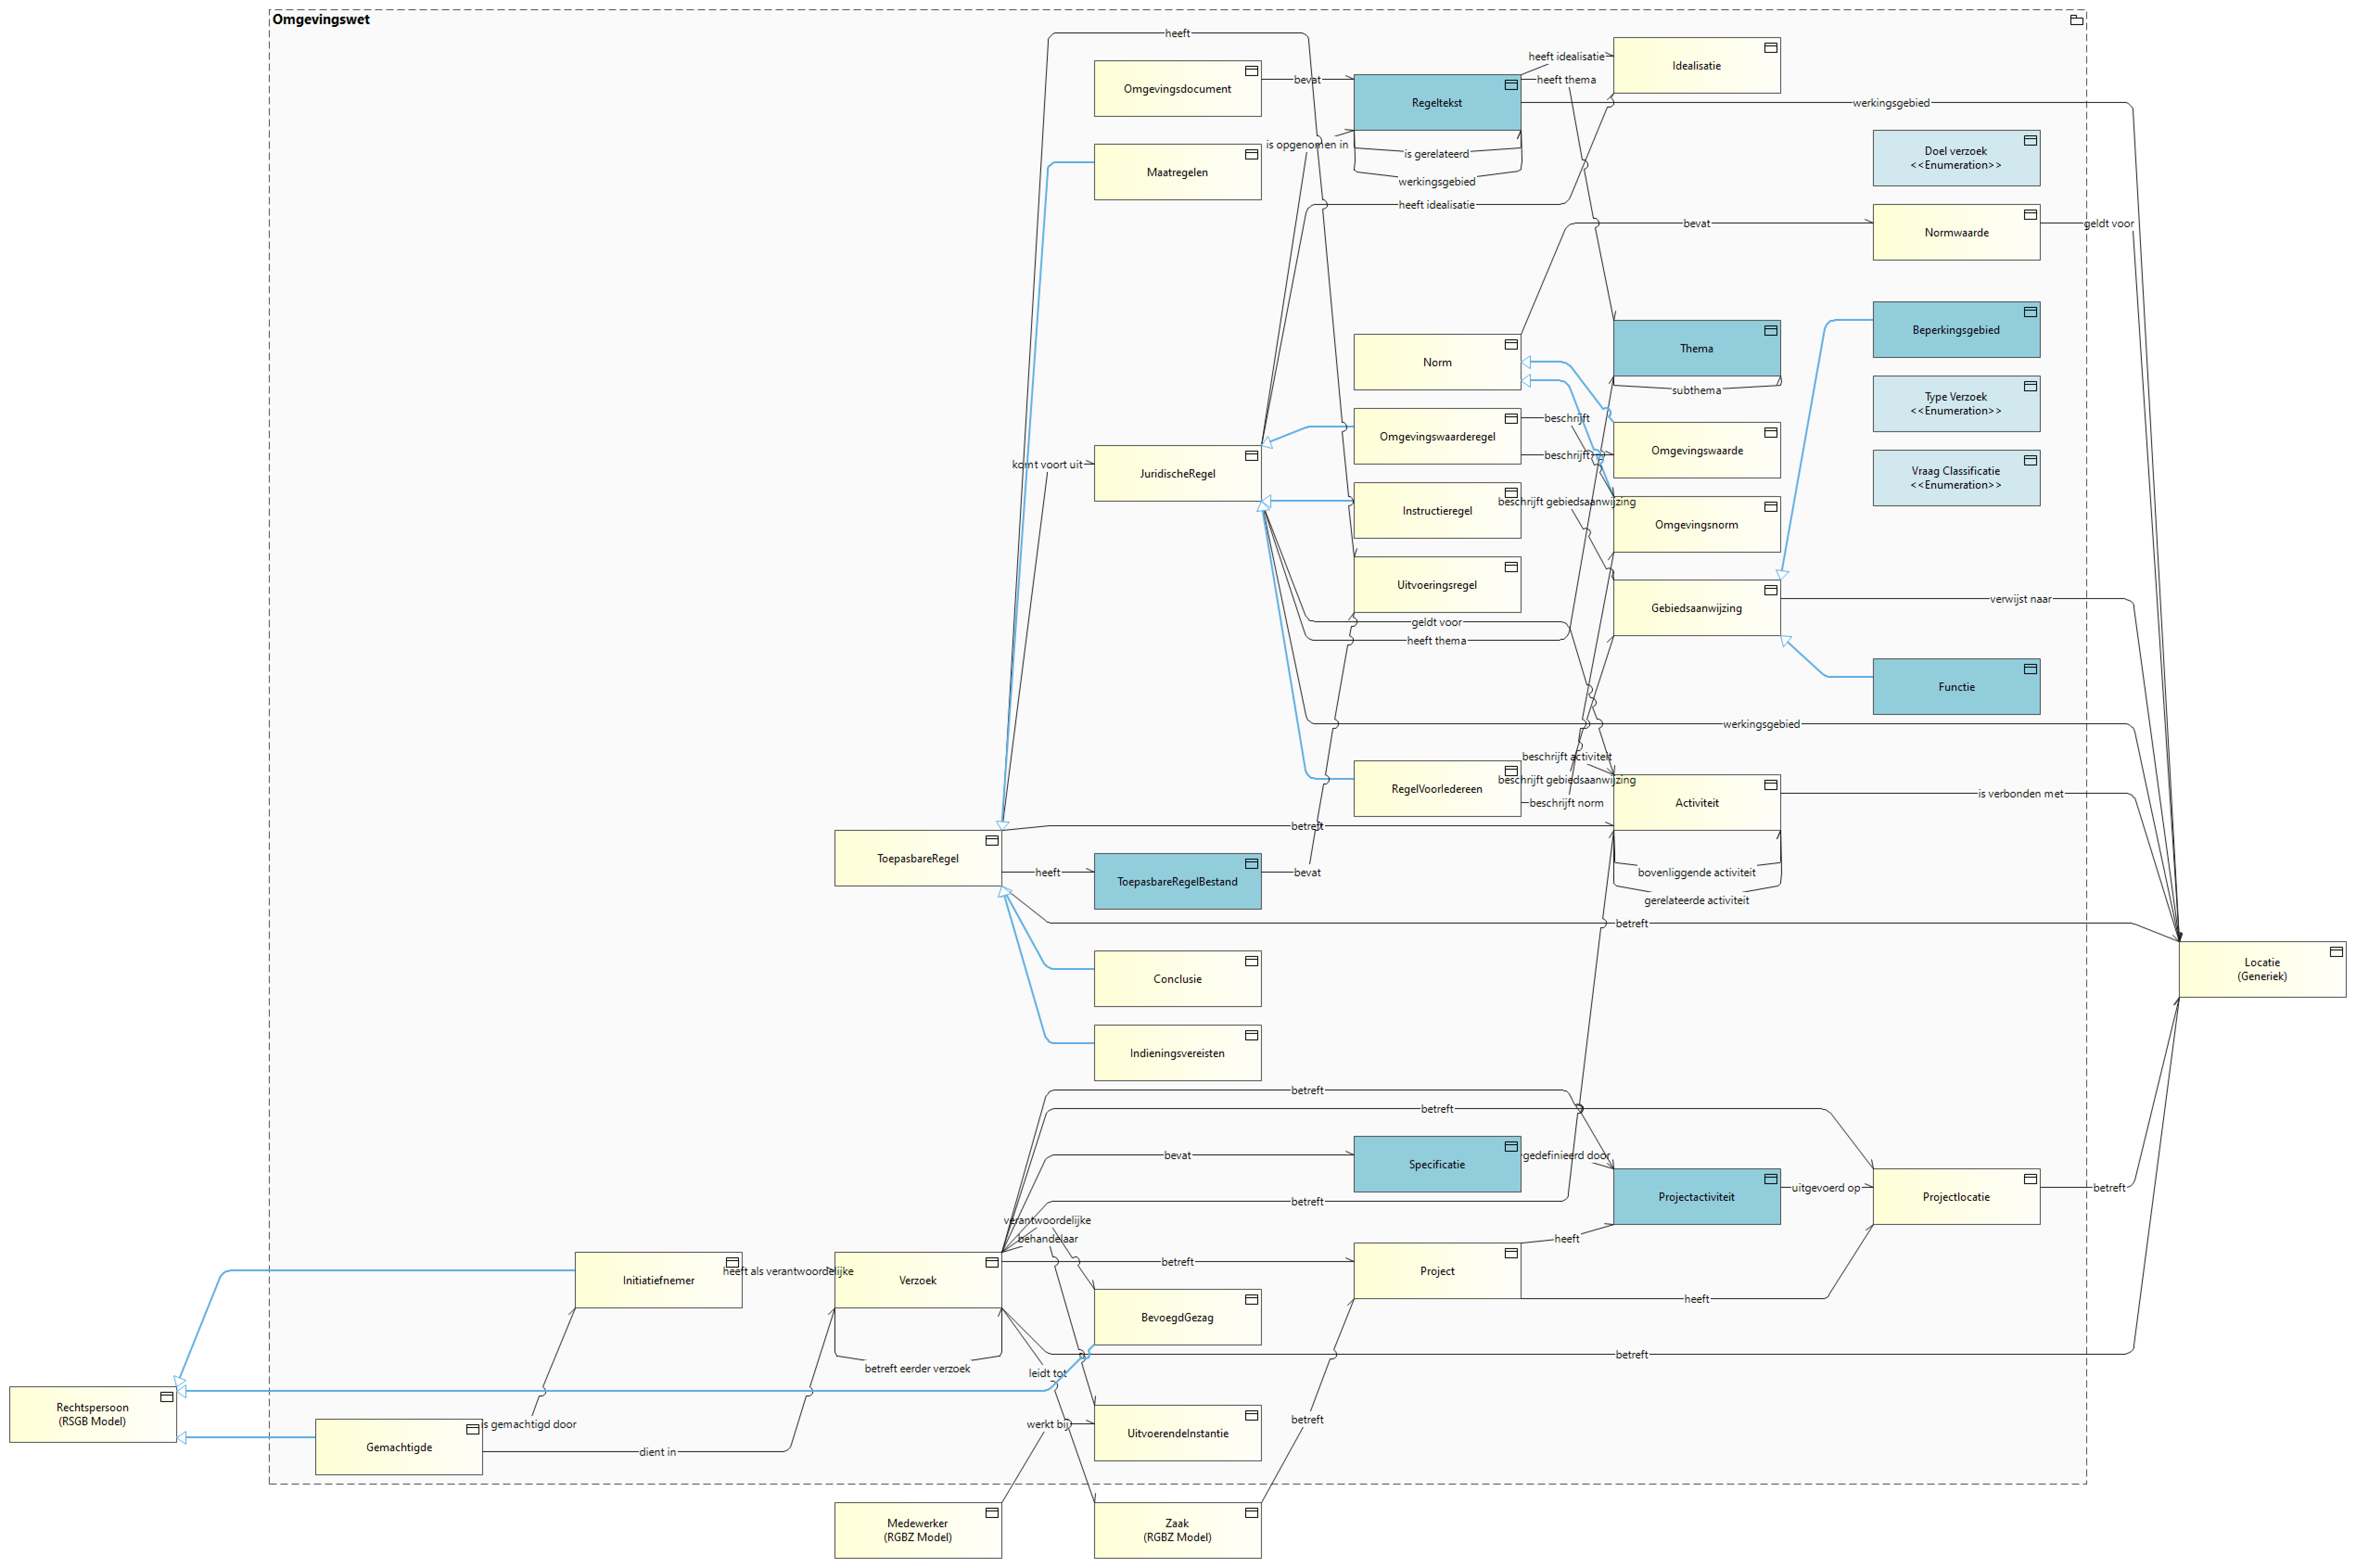 Omgevingswet
heeft
Omgevingsdocument
bevat
Regeltekst
heeft idealisatie
heeft thema
Idealisatie
werkingsgebied
is opgenomen in
is gerelateerd
werkingsgebied
Maatregelen
heeft idealisatie
Doel verzoek
<<Enumeration>>
bevat
Normwaarde
geldt voor
Beperkingsgebied
Norm
Thema
subthema
Type Verzoek
<<Enumeration>>
Omgevingswaarderegel
beschrijft
beschrijft
Omgevingswaarde
komt voort uit
JuridischeRegel
Vraag Classificatie
<<Enumeration>>
Instructieregel
beschrijft gebiedsaanwijzing
Omgevingsnorm
Uitvoeringsregel
Gebiedsaanwijzing
verwijst naar
geldt voor
heeft thema
Functie
werkingsgebied
RegelVoorIedereen
beschrijft activiteit
beschrijft gebiedsaanwijzing
beschrijft norm
Activiteit
is verbonden met
betreft
ToepasbareRegel
heeft
ToepasbareRegelBestand
bevat
bovenliggende activiteit
gerelateerde activiteit
betreft
Locatie
(Generiek)
Conclusie
Indieningsvereisten
betreft
betreft
bevat
Specificatie
gedefinieerd door
Projectactiviteit
uitgevoerd op
Projectlocatie
betreft
betreft
verantwoordelijke
behandelaar
heeft
Initiatiefnemer
heeft als verantwoordelijke
Verzoek
betreft
Project
heeft
BevoegdGezag
betreft
betreft eerder verzoek
leidt tot
Rechtspersoon
(RSGB Model)
is gemachtigd door
Gemachtigde
dient in
werkt bij
UitvoerendeInstantie
betreft
Medewerker
(RGBZ Model)
Zaak
(RGBZ Model)